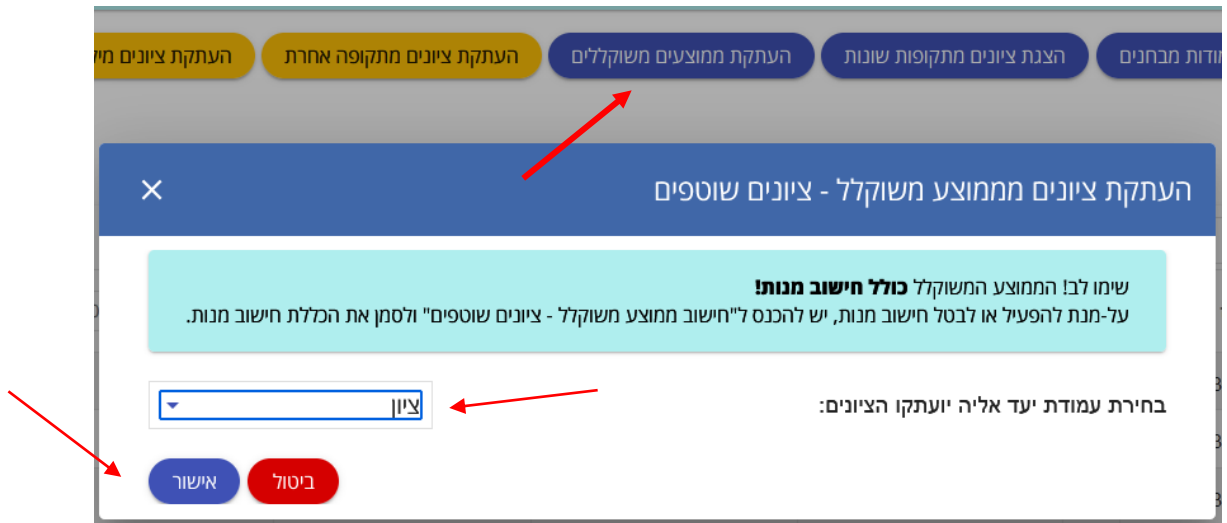 הצגת ציונים מתקופות שונות
העתקת ממוצעים משוקללים
העתקת ציונים מתקופה אחרת
העתקת ציונים
העתקת ציונים מממוצע משוקלל - ציונים שוטפים
שימו לב! הממוצע המשוקלל כולל חישוב מנות!
על-מנת להפעיל או לבטל חישוב מנות, יש להכנס ל"חישוב ממוצע משוקלל - ציונים שוטפים" ולסמן את הכללת חישוב מנות.
בחירת עמודת יעד אליה יועתקו הציונים:
ציון
ביטול
אישור